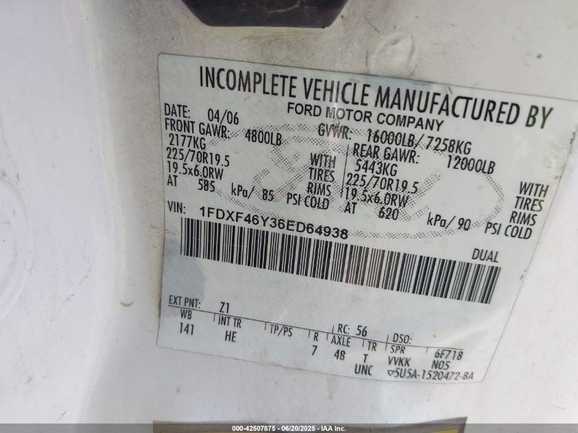 INCOMPLETE VEHICLE MANUFACTURED BY
FORD MOTOR COMPANY
DATE: 04/06 GVWR: 16000LB/ 7258KG
FRONT GAWR: 4800LB REAR GAWR: 12000LB
2177KG WITH 5443KG WITH
225/70R19.5 TIRES 225/70R19.5 TIRES
19.5x6.0RW RIMS 19.5x6.0RW RIMS
AT 585 kPa/ 85 PSI COLD AT 620 kPa/ 90 PSI COLD
VIN: 1FDXF46Y36ED64938 DUAL
EXT PNT: Z1 RC: 56 DSO:
WB INT TR TP/PS R AXLE TR SPR 6F718
141 HE 7 4B T VVKK N05
UNC ▽5U5A-1520472-BA
000-42507875 - 06/20/2025 - IAA Inc.